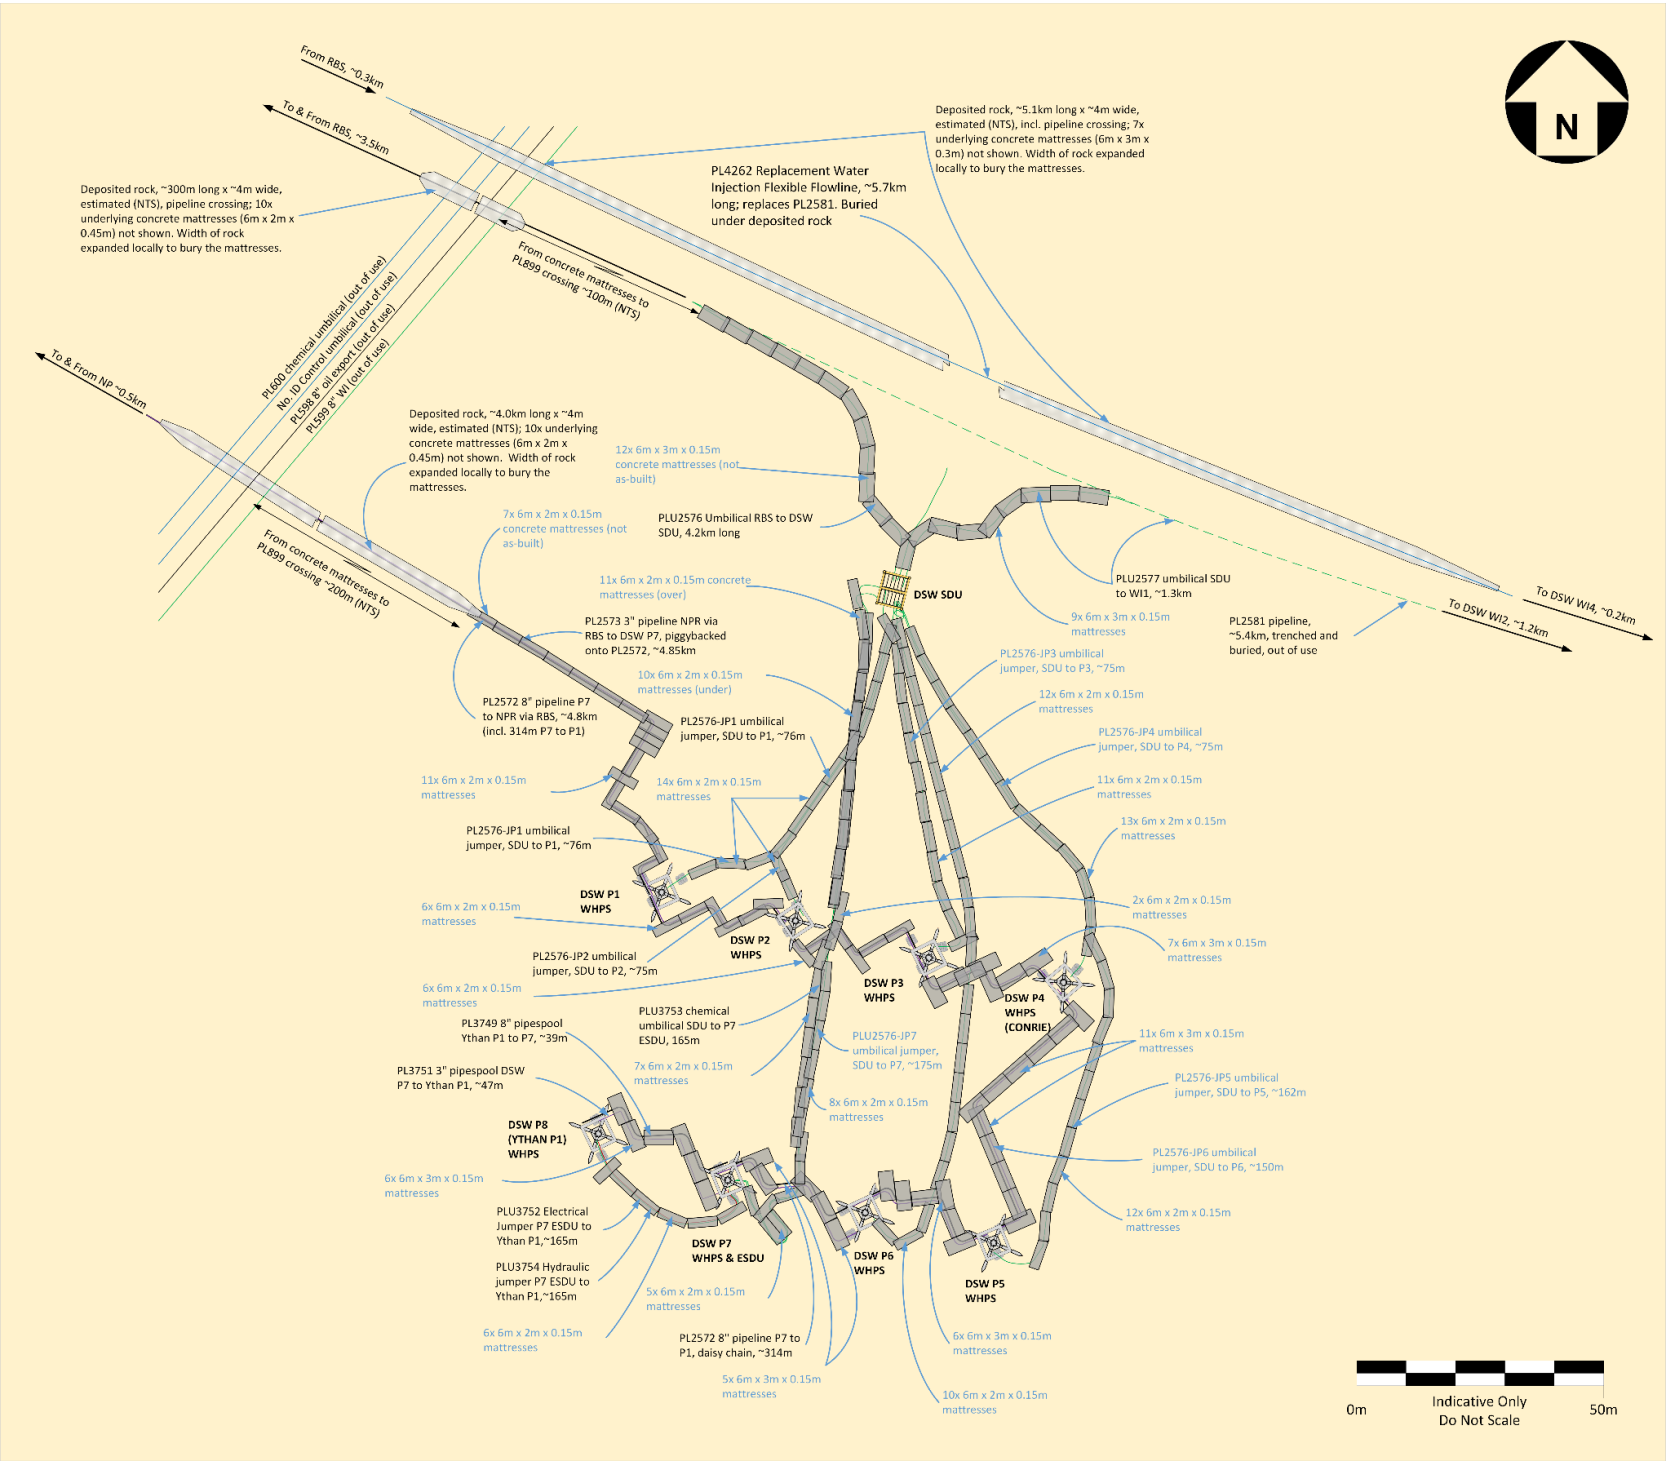 From RBS, ~0.3km
To & From RBS, ~3.5km
N
Deposited rock, ~5.1km long x ~4m wide,
estimated (NTS), incl. pipeline crossing; 7x
underlying concrete mattresses (6m x 3m x
0.3m) not shown. Width of rock expanded
locally to bury the mattresses.
PL4262 Replacement Water
Injection Flexible Flowline, ~5.7km
long; replaces PL2581. Buried
under deposited rock
Deposited rock, ~300m long x ~4m wide,
estimated (NTS), pipeline crossing; 10x
underlying concrete mattresses (6m x 2m x
0.45m) not shown. Width of rock
expanded locally to bury the mattresses.
From concrete mattresses to
PL899 crossing ~100m (NTS)
PL600 chemical umbilical (out of use)
No. ID Control umbilical (out of use)
PL598 8" oil export (out of use)
PL599 8" WI (out of use)
To & From NP ~0.5km
Deposited rock, ~4.0km long x ~4m
wide, estimated (NTS); 10x underlying
concrete mattresses (6m x 2m x
0.45m) not shown.  Width of rock
expanded locally to bury the
mattresses.
12x 6m x 3m x 0.15m
concrete mattresses (not
as-built)
7x 6m x 2m x 0.15m
concrete mattresses (not
as-built)
PLU2576 Umbilical RBS to DSW
SDU, 4.2km long
From concrete mattresses to
PL899 crossing ~200m (NTS)
11x 6m x 2m x 0.15m concrete
mattresses (over)
DSW SDU
PLU2577 umbilical SDU
to WI1, ~1.3km
To DSW WI4, ~0.2km
To DSW WI2, ~1.2km
9x 6m x 3m x 0.15m
mattresses
PL2581 pipeline,
~5.4km, trenched and
buried, out of use
PL2573 3" pipeline NPR via
RBS to DSW P7, piggybacked
onto PL2572, ~4.85km
PL2576-JP3 umbilical
jumper, SDU to P3, ~75m
10x 6m x 2m x 0.15m
mattresses (under)
12x 6m x 2m x 0.15m
mattresses
PL2572 8" pipeline P7
to NPR via RBS, ~4.8km
(incl. 314m P7 to P1)
PL2576-JP1 umbilical
jumper, SDU to P1, ~76m
PL2576-JP4 umbilical
jumper, SDU to P4, ~75m
11x 6m x 2m x 0.15m
mattresses
14x 6m x 2m x 0.15m
mattresses
11x 6m x 2m x 0.15m
mattresses
13x 6m x 2m x 0.15m
mattresses
PL2576-JP1 umbilical
jumper, SDU to P1, ~76m
DSW P1
WHPS
6x 6m x 2m x 0.15m
mattresses
2x 6m x 2m x 0.15m
mattresses
DSW P2
WHPS
7x 6m x 3m x 0.15m
mattresses
PL2576-JP2 umbilical
jumper, SDU to P2, ~75m
DSW P3
WHPS
DSW P4
WHPS
(CONRIE)
6x 6m x 2m x 0.15m
mattresses
PLU3753 chemical
umbilical SDU to P7
ESDU, 165m
PL3749 8" pipespool
Ythan P1 to P7, ~39m
PLU2576-JP7
umbilical jumper,
SDU to P7, ~175m
11x 6m x 3m x 0.15m
mattresses
7x 6m x 2m x 0.15m
mattresses
PL3751 3" pipespool DSW
P7 to Ythan P1, ~47m
PL2576-JP5 umbilical
jumper, SDU to P5, ~162m
8x 6m x 2m x 0.15m
mattresses
DSW P8
(YTHAN P1)
WHPS
PL2576-JP6 umbilical
jumper, SDU to P6, ~150m
6x 6m x 3m x 0.15m
mattresses
PLU3752 Electrical
Jumper P7 ESDU to
Ythan P1,~165m
12x 6m x 2m x 0.15m
mattresses
DSW P7
WHPS & ESDU
DSW P6
WHPS
PLU3754 Hydraulic
jumper P7 ESDU to
Ythan P1,~165m
DSW P5
WHPS
5x 6m x 2m x 0.15m
mattresses
6x 6m x 2m x 0.15m
mattresses
PL2572 8" pipeline P7 to
P1, daisy chain, ~314m
6x 6m x 3m x 0.15m
mattresses
5x 6m x 3m x 0.15m
mattresses
10x 6m x 2m x 0.15m
mattresses
0m
Indicative Only
Do Not Scale
50m